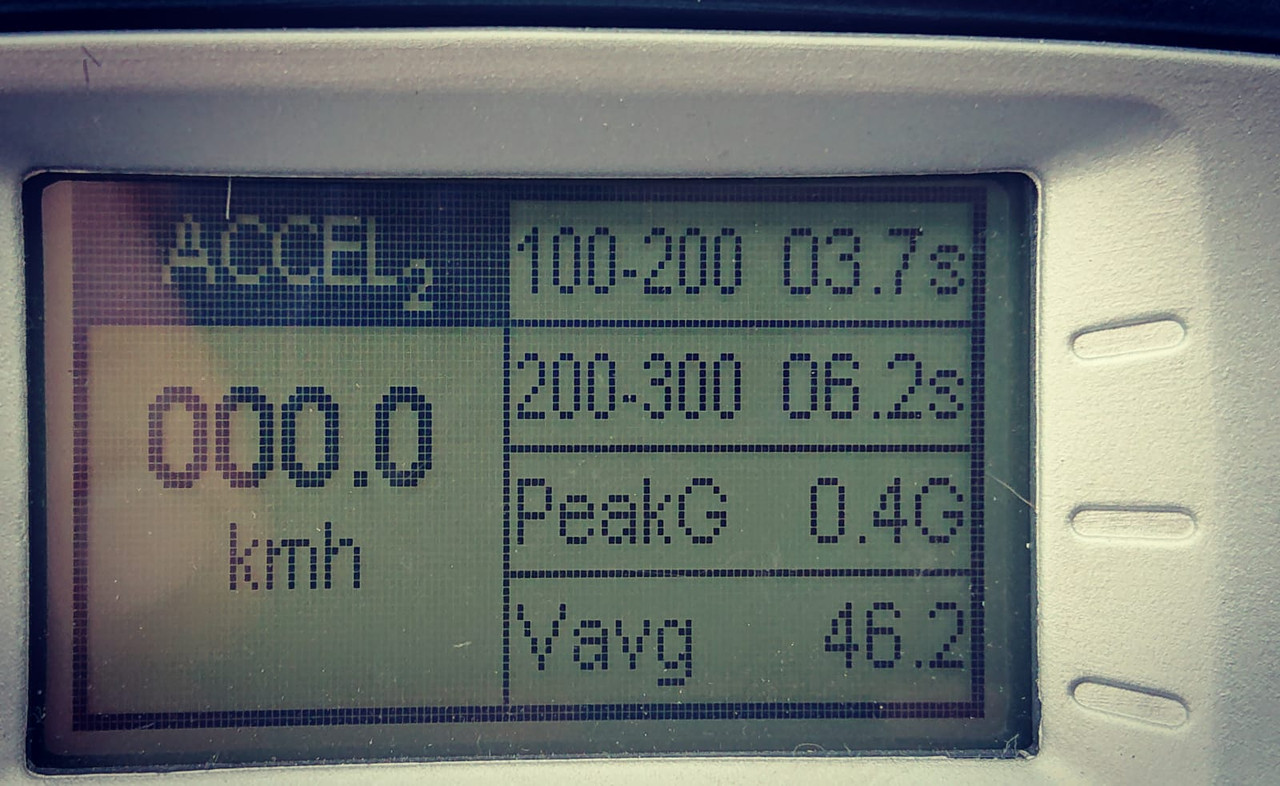 ACCEL2
000.0
kmh
100-200 03.7s
200-300 06.2s
PeakG 0.4G
Vavg 46.2